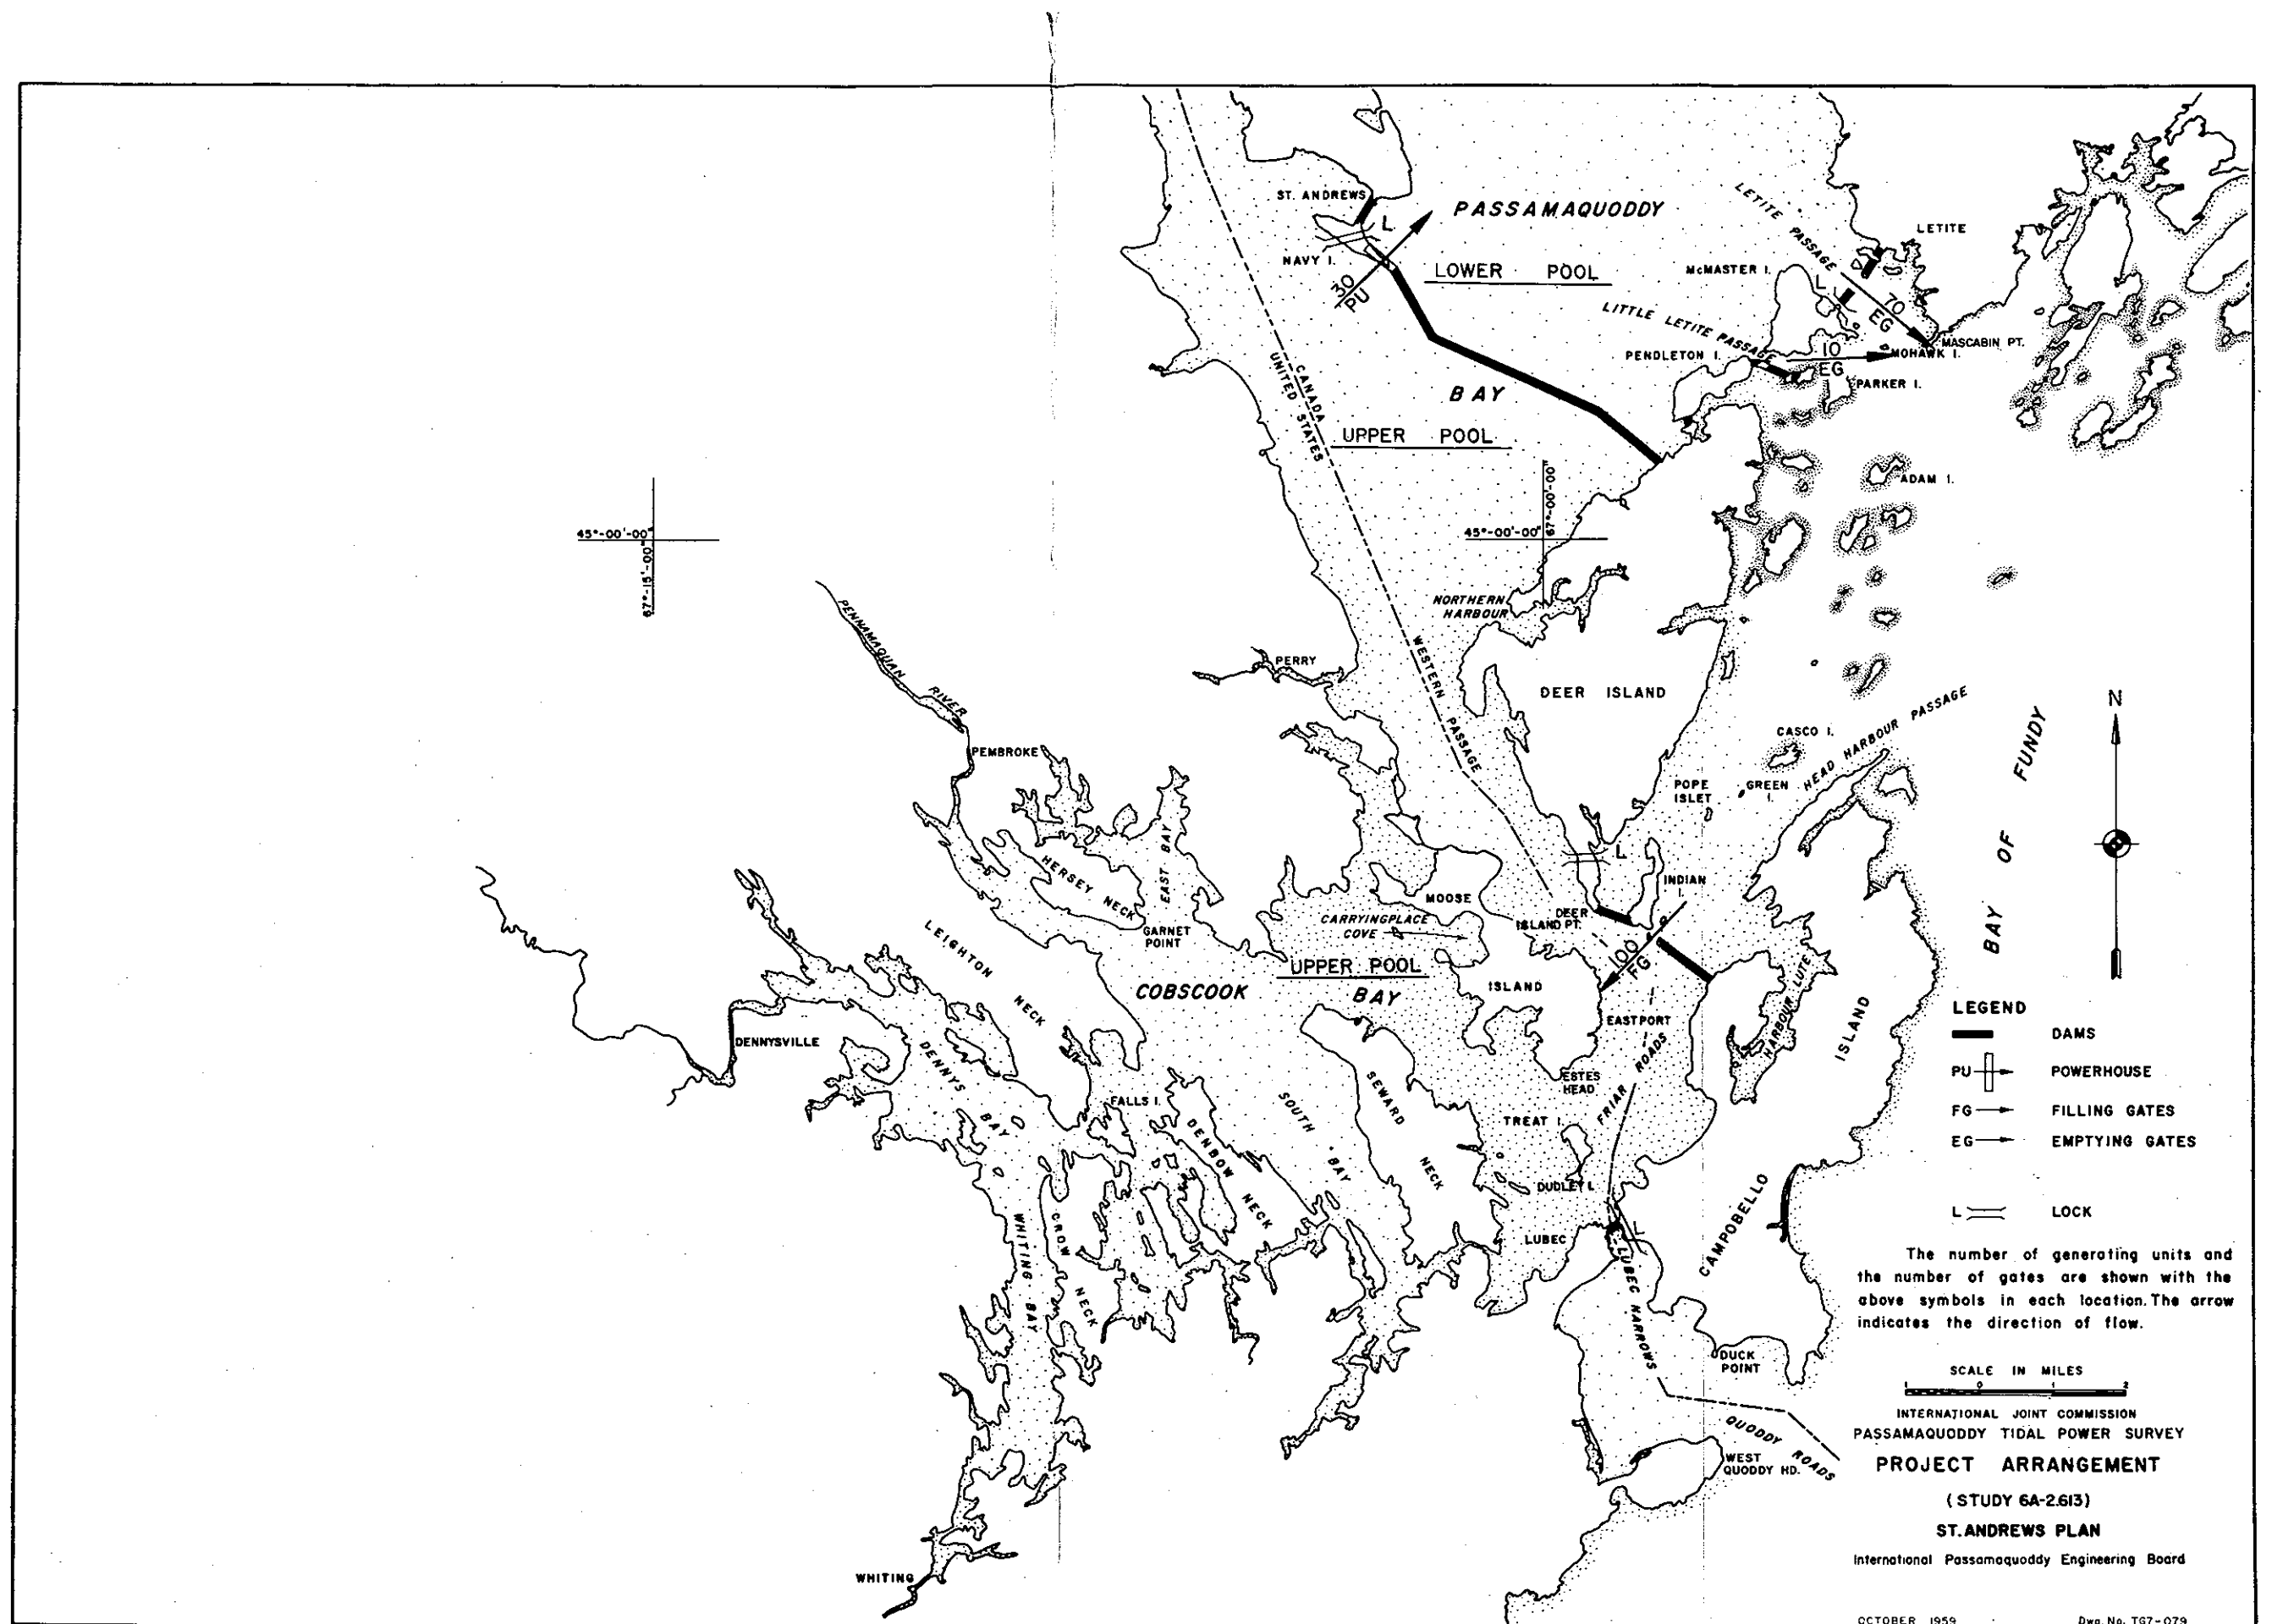 ST. ANDREWS
L
PASSAMAQUODDY
LETITE PASSAGE
LETITE
NAVY I.
30
PU
LOWER POOL
McMASTER I.
L
70
EG
LITTLE LETITE PASSAGE
MASCABIN PT.
MOHAWK I.
10
EG
PENDLETON I.
PARKER I.
CANADA
UNITED STATES
BAY
UPPER POOL
ADAM I.
45°-00'-00"
67°-15'-00"
45°-00'-00"
67°-00'-00"
NORTHERN
HARBOUR
PENNAMAQUAN RIVER
PERRY
WESTERN PASSAGE
DEER ISLAND
N
PEMBROKE
CASCO I.
HEAD HARBOUR PASSAGE
POPE
ISLET
GREEN
I.
BAY OF FUNDY
L
HERSEY NECK
EAST BAY
INDIAN
I.
MOOSE
DEER
ISLAND PT.
CARRYINGPLACE
COVE
GARNET
POINT
LEIGHTON NECK
100
FG
UPPER POOL
COBSCOOK
BAY
ISLAND
HARBOUR LUTE
ISLAND
EASTPORT
DENNYSVILLE
DENNYS BAY
ESTES
HEAD
FRIAR ROADS
FALLS I.
SOUTH BAY
SEWARD NECK
DENBOW NECK
TREAT I.
DUDLEY I.
CAMPOBELLO
WHITING BAY
CROW NECK
LUBEC
L
LUBEC NARROWS
DUCK
POINT
QUODDY ROADS
WEST
QUODDY HD.
WHITING
LEGEND
DAMS
PU POWERHOUSE
FG FILLING GATES
EG EMPTYING GATES
L LOCK
The number of generating units and
the number of gates are shown with the
above symbols in each location. The arrow
indicates the direction of flow.
SCALE IN MILES
1 0 1 2
INTERNATIONAL JOINT COMMISSION
PASSAMAQUODDY TIDAL POWER SURVEY
PROJECT ARRANGEMENT
(STUDY 6A-2.613)
ST. ANDREWS PLAN
International Passamaquoddy Engineering Board
OCTOBER 1959 Dwg. No. TG7-079